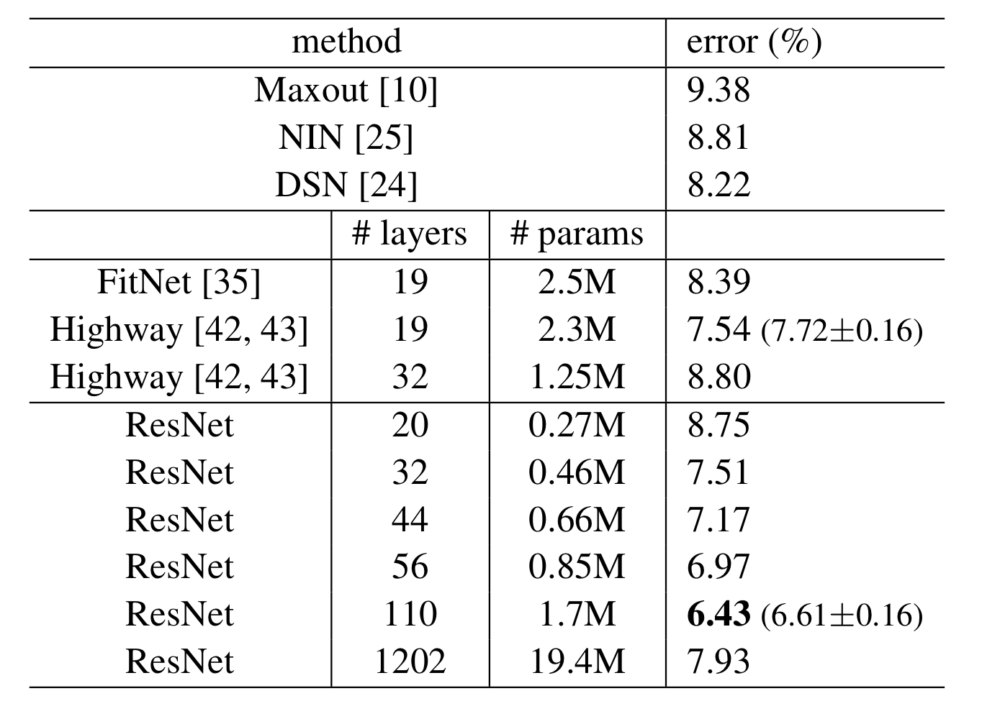 method error (%)
Maxout [10] 9.38
NIN [25] 8.81
DSN [24] 8.22
# layers # params
FitNet [35] 19 2.5M 8.39
Highway [42, 43] 19 2.3M 7.54 (7.72±0.16)
Highway [42, 43] 32 1.25M 8.80
ResNet 20 0.27M 8.75
ResNet 32 0.46M 7.51
ResNet 44 0.66M 7.17
ResNet 56 0.85M 6.97
ResNet 110 1.7M 6.43 (6.61±0.16)
ResNet 1202 19.4M 7.93